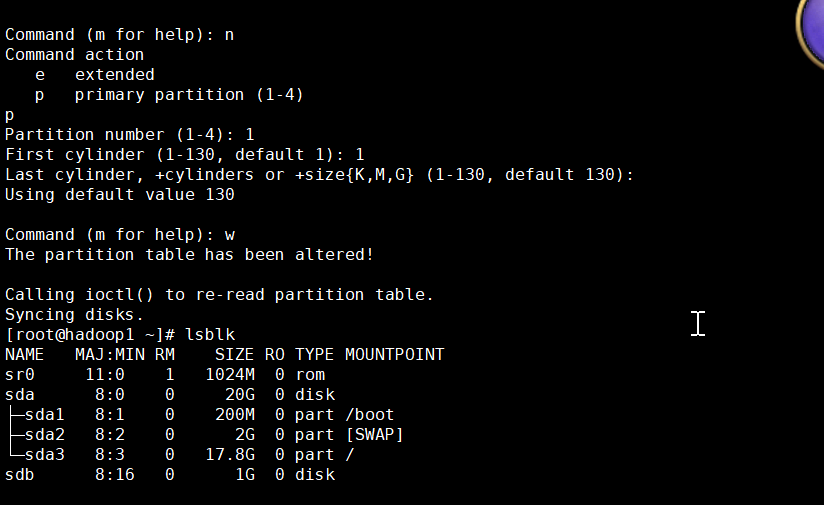 Command (m for help): n
Command action
   e   extended
   p   primary partition (1-4)
p
Partition number (1-4): 1
First cylinder (1-130, default 1): 1
Last cylinder, +cylinders or +size{K,M,G} (1-130, default 130):
Using default value 130

Command (m for help): w
The partition table has been altered!

Calling ioctl() to re-read partition table.
Syncing disks.
[root@hadoop1 ~]# lsblk
NAME   MAJ:MIN RM   SIZE RO TYPE MOUNTPOINT
sr0     11:0    1  1024M  0 rom
sda      8:0    0    20G  0 disk
├─sda1   8:1    0   200M  0 part /boot
├─sda2   8:2    0     2G  0 part [SWAP]
└─sda3   8:3    0  17.8G  0 part /
sdb      8:16   0     1G  0 disk